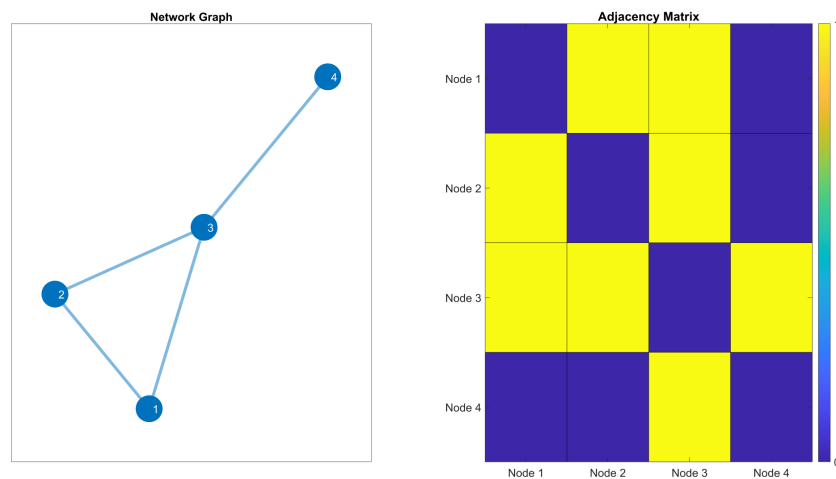 Network Graph
4
3
2
1
Adjacency Matrix
Node 1
Node 2
Node 3
Node 4
Node 1 Node 2 Node 3 Node 4